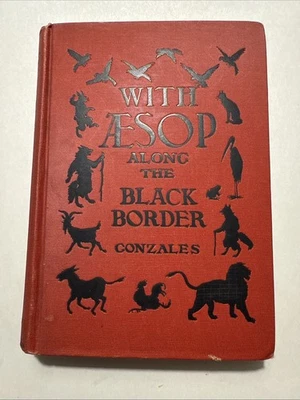 WITH
ÆSOP
ALONG
THE
BLACK
BORDER
GONZALES